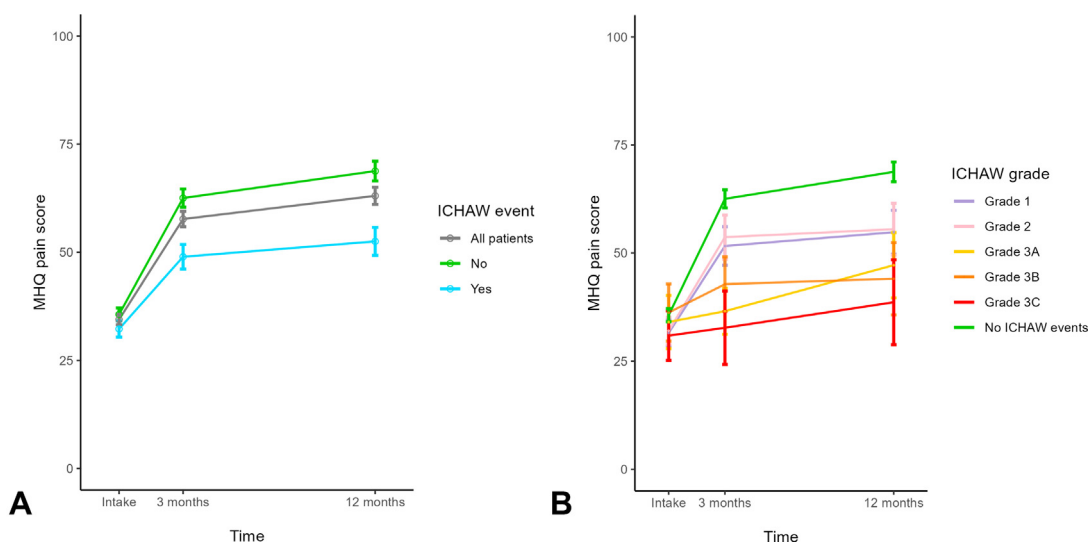 100
75
50
25
0
MHQ pain score
Intake
3 months
12 months
Time
A
ICHAW event
All patients
No
Yes
100
75
50
25
0
MHQ pain score
Intake
3 months
12 months
Time
B
ICHAW grade
Grade 1
Grade 2
Grade 3A
Grade 3B
Grade 3C
No ICHAW events